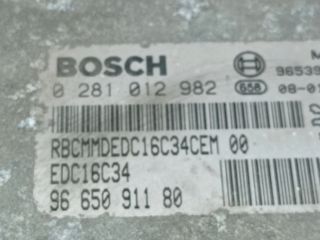 BOSCH
0 281 012 982
RBCMMDEDC16C34CEM 00
EDC16C34
96 650 911 80